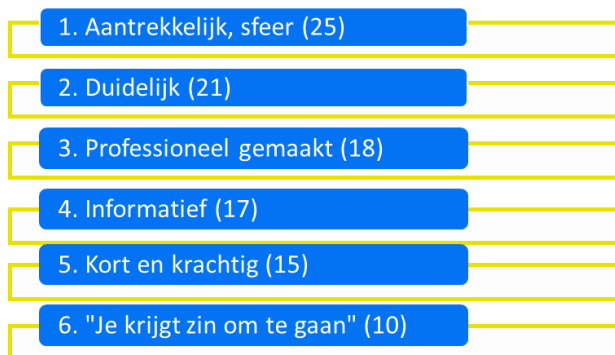 1. Aantrekkelijk, sfeer (25)
2. Duidelijk (21)
3. Professioneel gemaakt (18)
4. Informatief (17)
5. Kort en krachtig (15)
6. "Je krijgt zin om te gaan" (10)